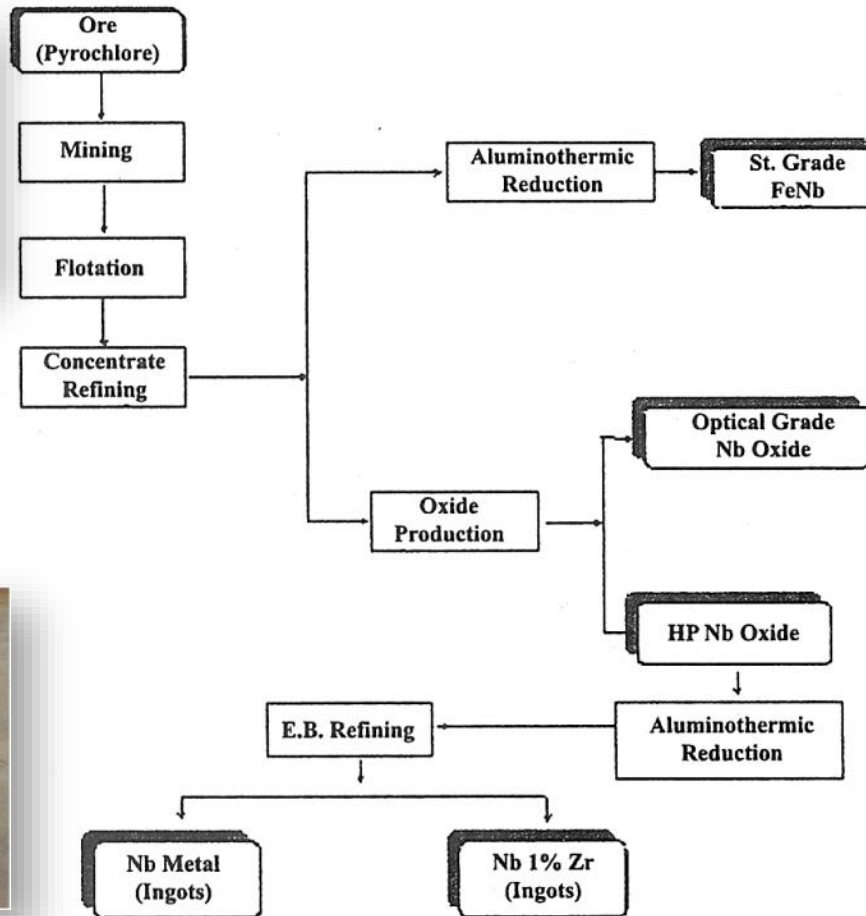 Ore
(Pyrochlore)
Mining
Flotation
Concentrate
Refining
Aluminothermic
Reduction
St. Grade
FeNb
Oxide
Production
Optical Grade
Nb Oxide
HP Nb Oxide
Aluminothermic
Reduction
E.B. Refining
Nb Metal
(Ingots)
Nb 1% Zr
(Ingots)